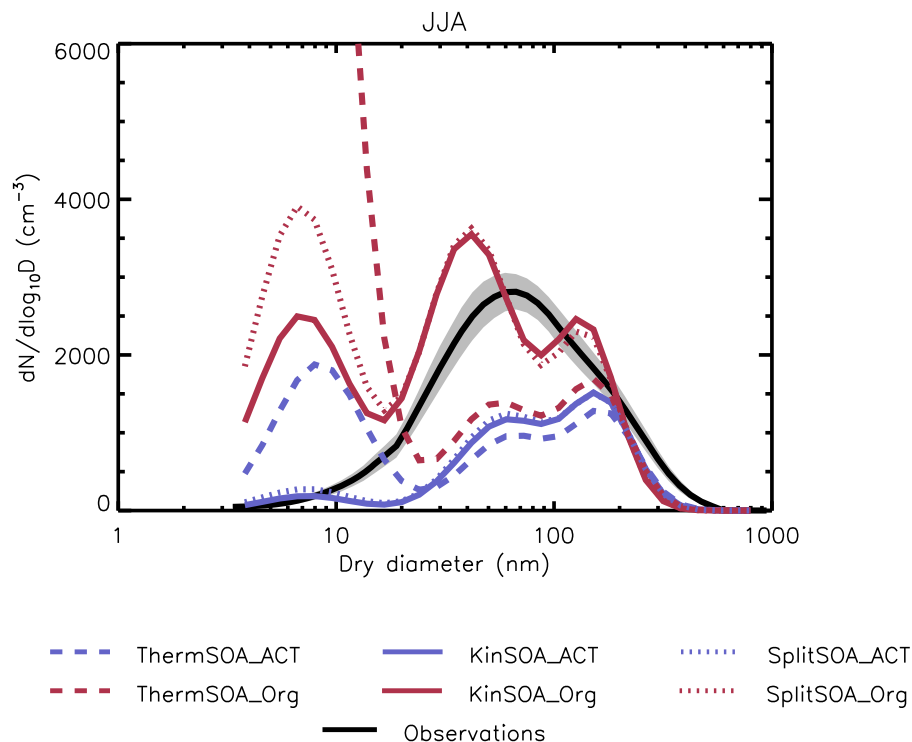 JJA
6000
4000
2000
0
dN/dlog₁₀D (cm⁻³)
1 10 100 1000
Dry diameter (nm)
ThermSOA_ACT KinSOA_ACT SplitSOA_ACT
ThermSOA_Org KinSOA_Org SplitSOA_Org
Observations